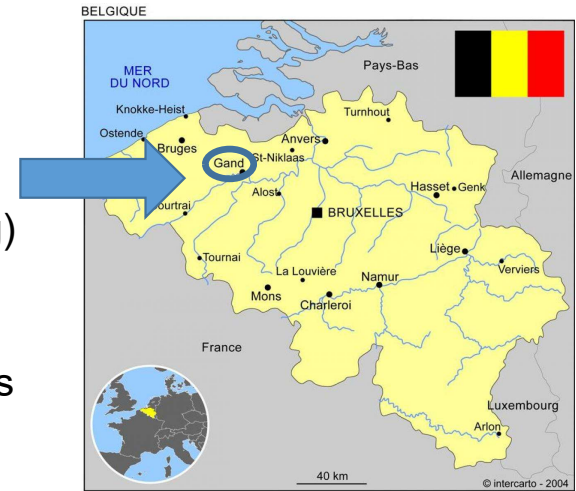 BELGIQUE
MER
DU NORD
Pays-Bas
Knokke-Heist
Turnhout
Ostende
Bruges
Anvers
Gand
St-Niklaas
Allemagne
Alost
Hasset
Genk
ourtrai
BRUXELLES
)
Tournai
Liège
Verviers
La Louvière
Namur
Mons
Charleroi
France
s
Luxembourg
Arlon
40 km
© intercarto - 2004